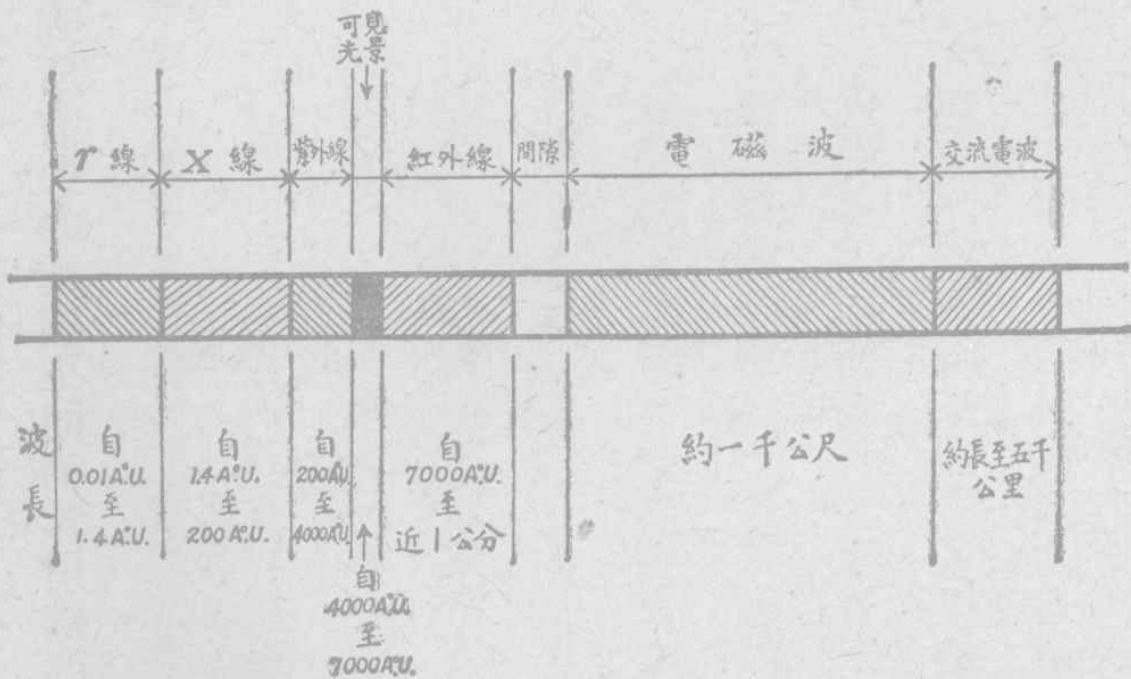 可見
光景
γ線
X線
紫外線
紅外線
間隙
電磁波
交流電波
波長
自
0.01A°.U.
至
1.4A°.U.
自
1.4A°.U.
至
200A°.U.
自
200A°.U.
至
4000A°.U.
自
4000A°.U.
至
7000A°.U.
自
7000A°.U.
至
近1公分
約一千公尺
約長至五千
公里